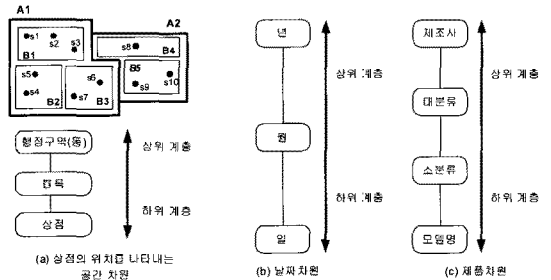 A1
A2
s1 s2 s3
B1
s8
B4
s5
s4
B2
s6
s7
B3
B5
s9
s10
행정구역(동)
블록
상점
상위 계층
하위 계층
(a) 상점의 위치를 나타내는
공간 차원
년
월
일
상위 계층
하위 계층
(b) 날짜차원
제조사
대분류
소분류
모델명
상위 계층
하위 계층
(c) 제품차원